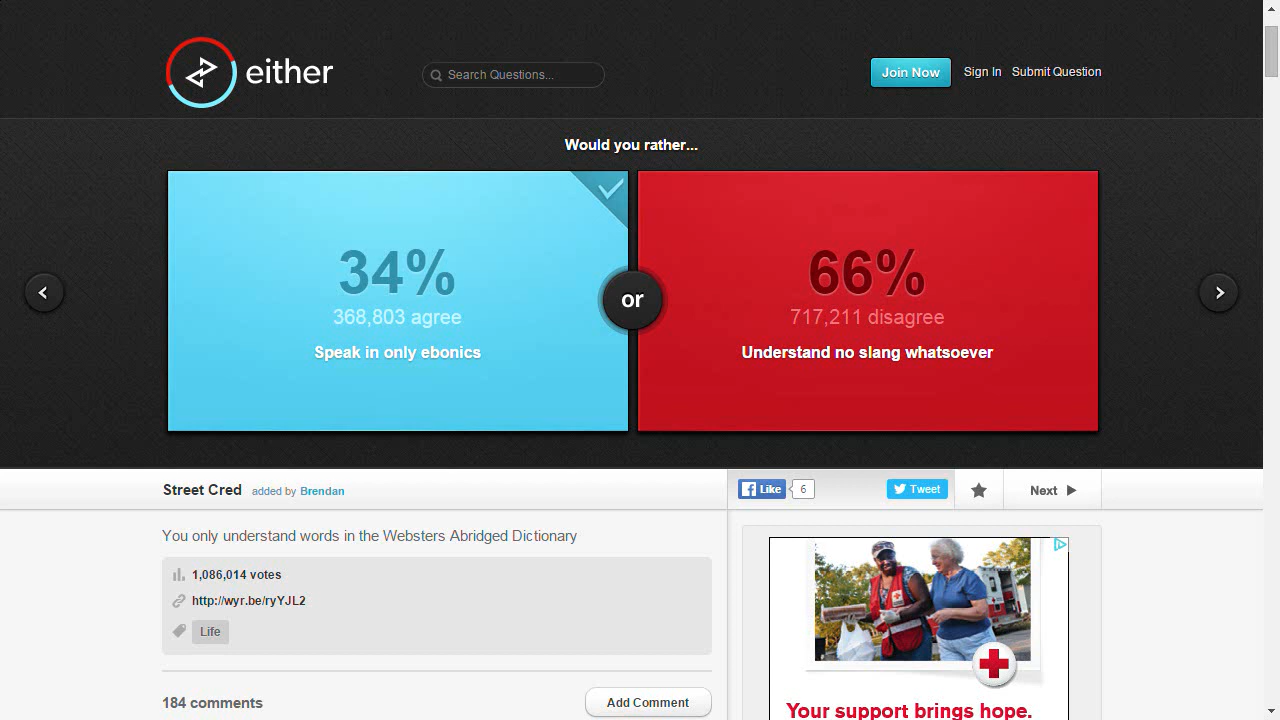 either
Search Questions...
Join Now
Sign In
Submit Question
Would you rather...
34%
368,803 agree
Speak in only ebonics
or
66%
717,211 disagree
Understand no slang whatsoever
Street Cred added by Brendan
Like
6
Tweet
Next
You only understand words in the Websters Abridged Dictionary
1,086,014 votes
http://wyr.be/ryYJL2
Life
184 comments
Add Comment
Your support brings hope.